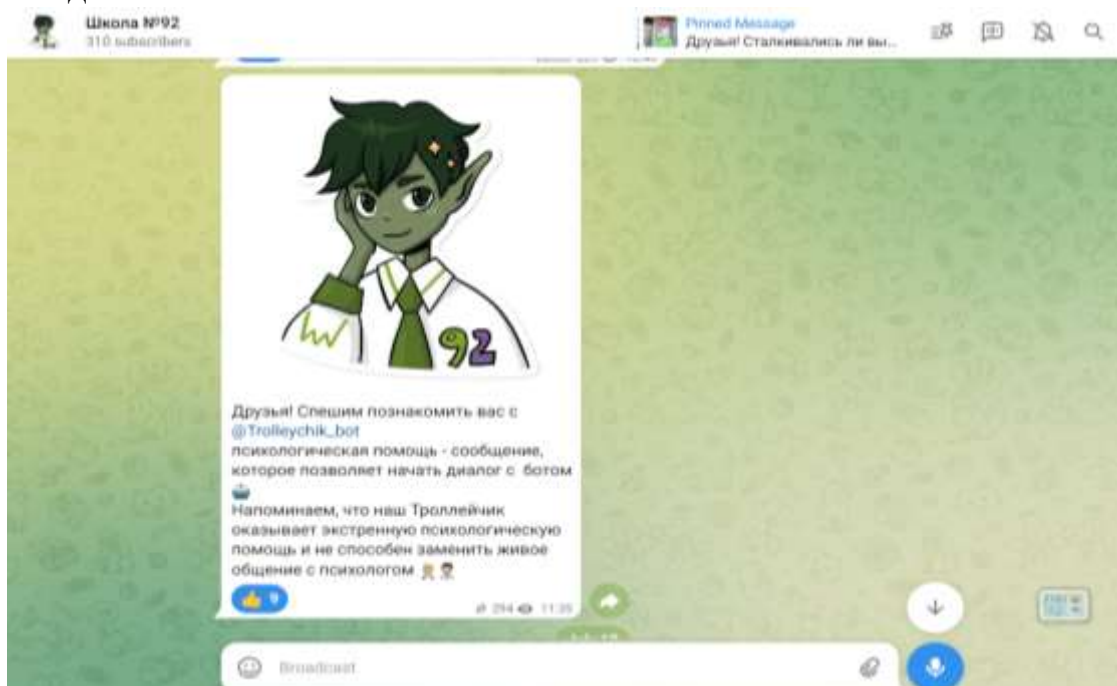 Школа №92
310 subscribers
Pinned Message
Друзья! Сталкивались ли вы...
92
Друзья! Спешим познакомить вас с
@Trolleychik_bot
психологическая помощь - сообщение,
которое позволяет начать диалог с ботом
Напоминаем, что наш Троллейчик
оказывает экстренную психологическую
помощь и не способен заменить живое
общение с психологом
9
294 11:39
Broadcast